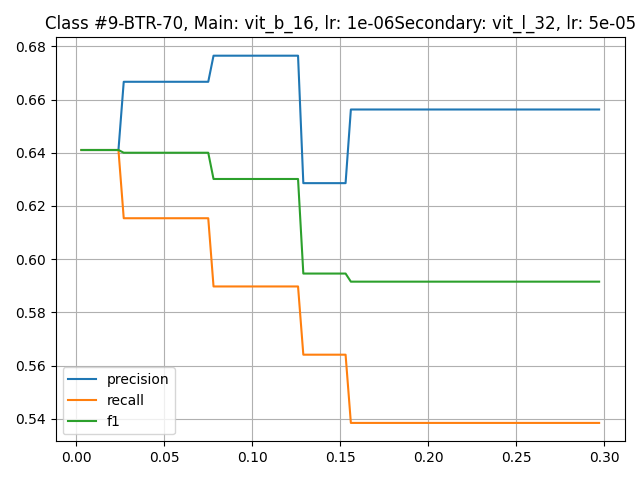 Class #9-BTR-70, Main: vit_b_16, lr: 1e-06Secondary: vit_l_32, lr: 5e-05
0.68
0.66
0.64
0.62
0.60
0.58
0.56
0.54
precision
recall
f1
0.00 0.05 0.10 0.15 0.20 0.25 0.30